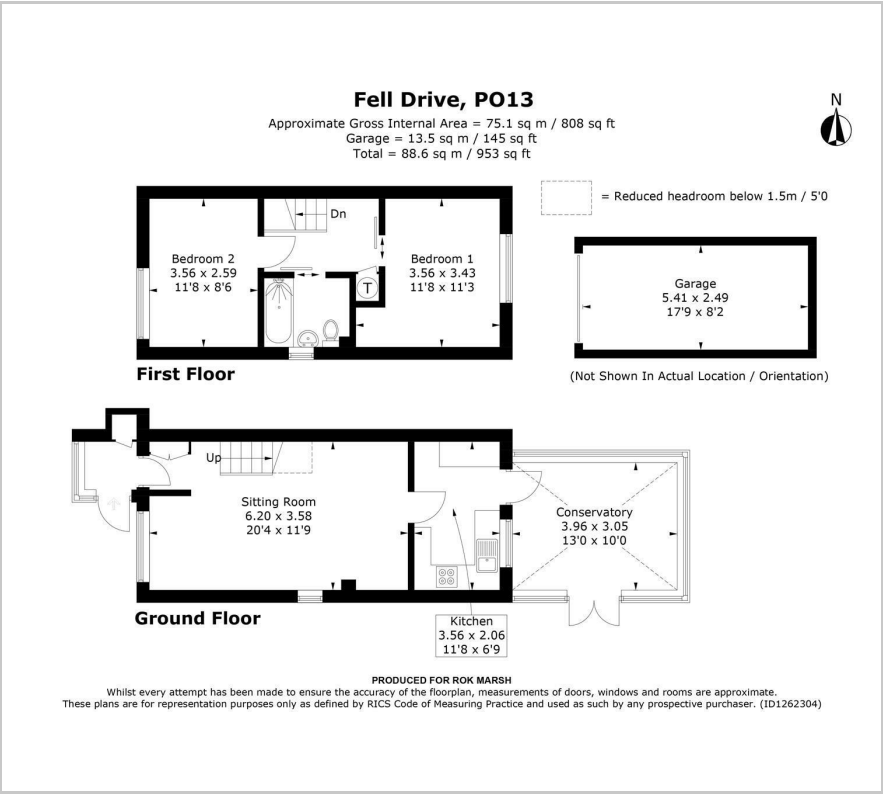 Fell Drive, PO13
Approximate Gross Internal Area = 75.1 sq m / 808 sq ft
Garage = 13.5 sq m / 145 sq ft
Total = 88.6 sq m / 953 sq ft
N
= Reduced headroom below 1.5m / 5'0
Dn
Bedroom 2
3.56 x 2.59
11'8 x 8'6
Bedroom 1
3.56 x 3.43
11'8 x 11'3
T
Garage
5.41 x 2.49
17'9 x 8'2
First Floor
(Not Shown In Actual Location / Orientation)
Up
Sitting Room
6.20 x 3.58
20'4 x 11'9
Conservatory
3.96 x 3.05
13'0 x 10'0
Ground Floor
Kitchen
3.56 x 2.06
11'8 x 6'9
PRODUCED FOR ROK MARSH
Whilst every attempt has been made to ensure the accuracy of the floorplan, measurements of doors, windows and rooms are approximate.
These plans are for representation purposes only as defined by RICS Code of Measuring Practice and used as such by any prospective purchaser. (ID1262304)